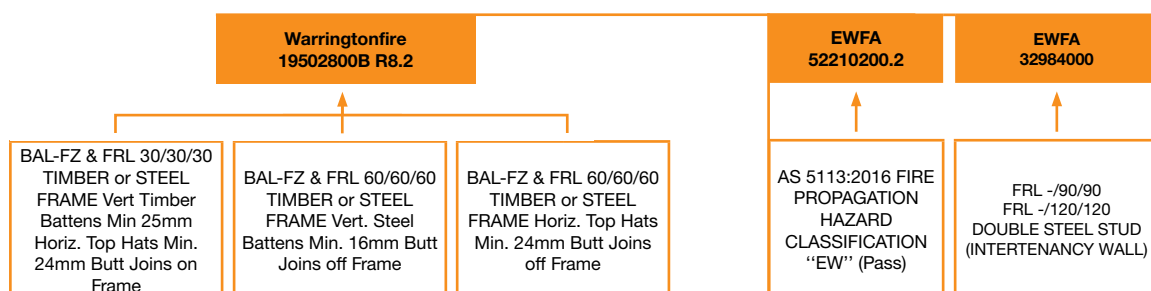 Warringtonfire
19502800B R8.2
EWFA
52210200.2
EWFA
32984000
BAL-FZ & FRL 30/30/30
TIMBER or STEEL
FRAME Vert Timber
Battens Min 25mm
Horiz. Top Hats Min.
24mm Butt Joins on
Frame
BAL-FZ & FRL 60/60/60
TIMBER or STEEL
FRAME Vert. Steel
Battens Min. 16mm Butt
Joins off Frame
BAL-FZ & FRL 60/60/60
TIMBER or STEEL
FRAME Horiz. Top Hats
Min. 24mm Butt Joins
off Frame
AS 5113:2016 FIRE
PROPAGATION
HAZARD
CLASSIFICATION
‘‘EW’’ (Pass)
FRL -/90/90
FRL -/120/120
DOUBLE STEEL STUD
(INTERTENANCY WALL)